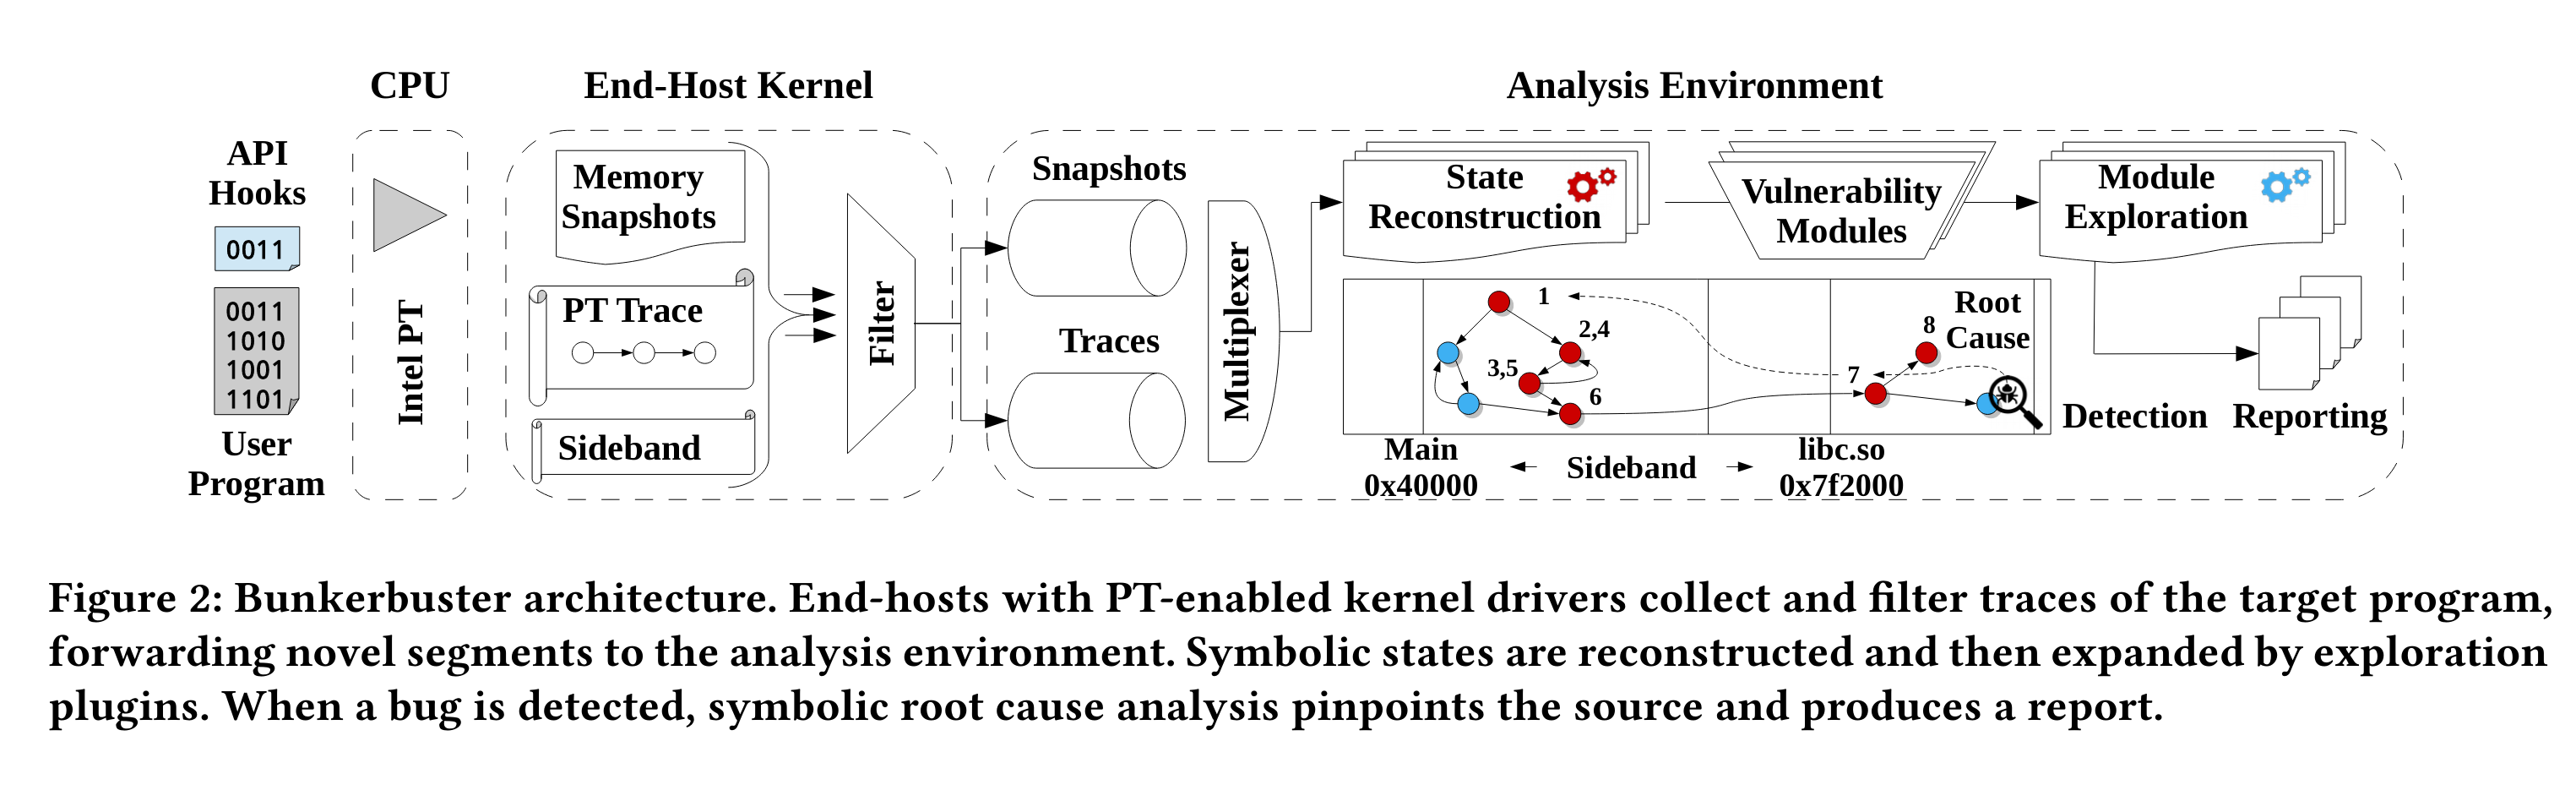 CPU
End-Host Kernel
Analysis Environment
API
Hooks
0011
0011
1010
1001
1101
User
Program
Intel PT
Memory
Snapshots
PT Trace
Sideband
Filter
Snapshots
Traces
Multiplexer
State
Reconstruction
Vulnerability
Modules
Module
Exploration
1
2,4
3,5
6
7
8
Root
Cause
Main
0x40000
Sideband
libc.so
0x7f2000
Detection
Reporting
Figure 2: Bunkerbuster architecture. End-hosts with PT-enabled kernel drivers collect and filter traces of the target program,
forwarding novel segments to the analysis environment. Symbolic states are reconstructed and then expanded by exploration
plugins. When a bug is detected, symbolic root cause analysis pinpoints the source and produces a report.